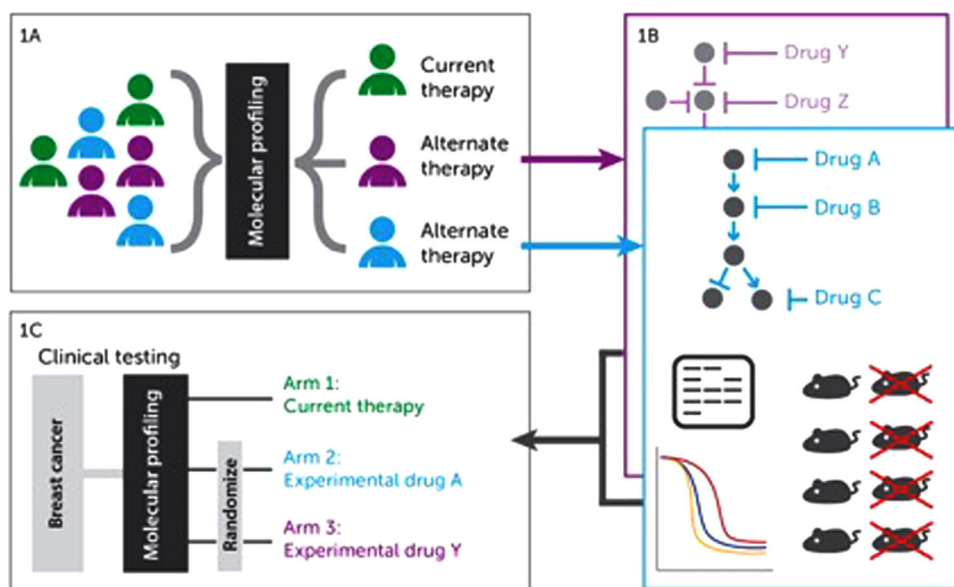 1A
Molecular profiling
Current
therapy
Alternate
therapy
Alternate
therapy
1B
Drug Y
Drug Z
Drug A
Drug B
Drug C
1C
Clinical testing
Breast cancer
Molecular profiling
Randomize
Arm 1:
Current therapy
Arm 2:
Experimental drug A
Arm 3:
Experimental drug Y